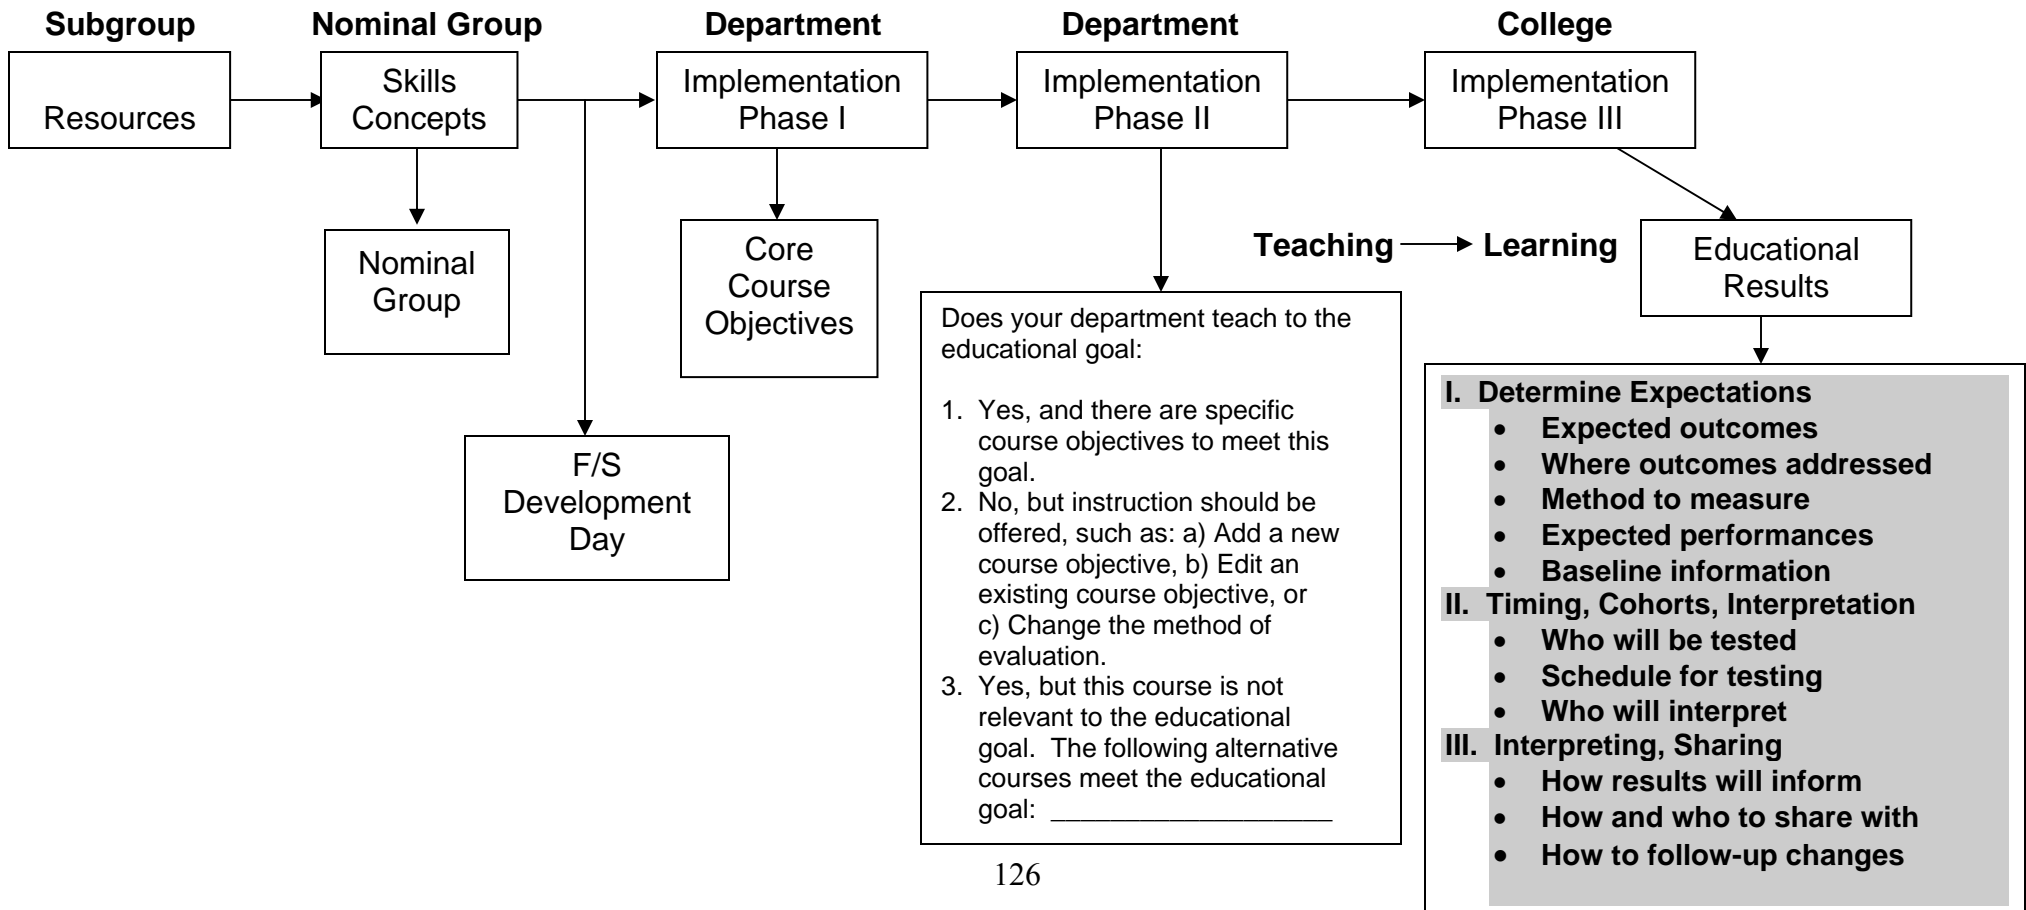 Subgroup
Nominal Group
Department
Department
College
Resources
Skills
Concepts
Implementation
Phase I
Implementation
Phase II
Implementation
Phase III
Nominal
Group
F/S
Development
Day
Core
Course
Objectives
Teaching
Learning
Educational
Results
Does your department teach to the
educational goal:
1. Yes, and there are specific
course objectives to meet this
goal.
2. No, but instruction should be
offered, such as: a) Add a new
course objective, b) Edit an
existing course objective, or
c) Change the method of
evaluation.
3. Yes, but this course is not
relevant to the educational
goal. The following alternative
courses meet the educational
goal: ___________________
I. Determine Expectations
• Expected outcomes
• Where outcomes addressed
• Method to measure
• Expected performances
• Baseline information
II. Timing, Cohorts, Interpretation
• Who will be tested
• Schedule for testing
• Who will interpret
III. Interpreting, Sharing
• How results will inform
• How and who to share with
• How to follow-up changes
126